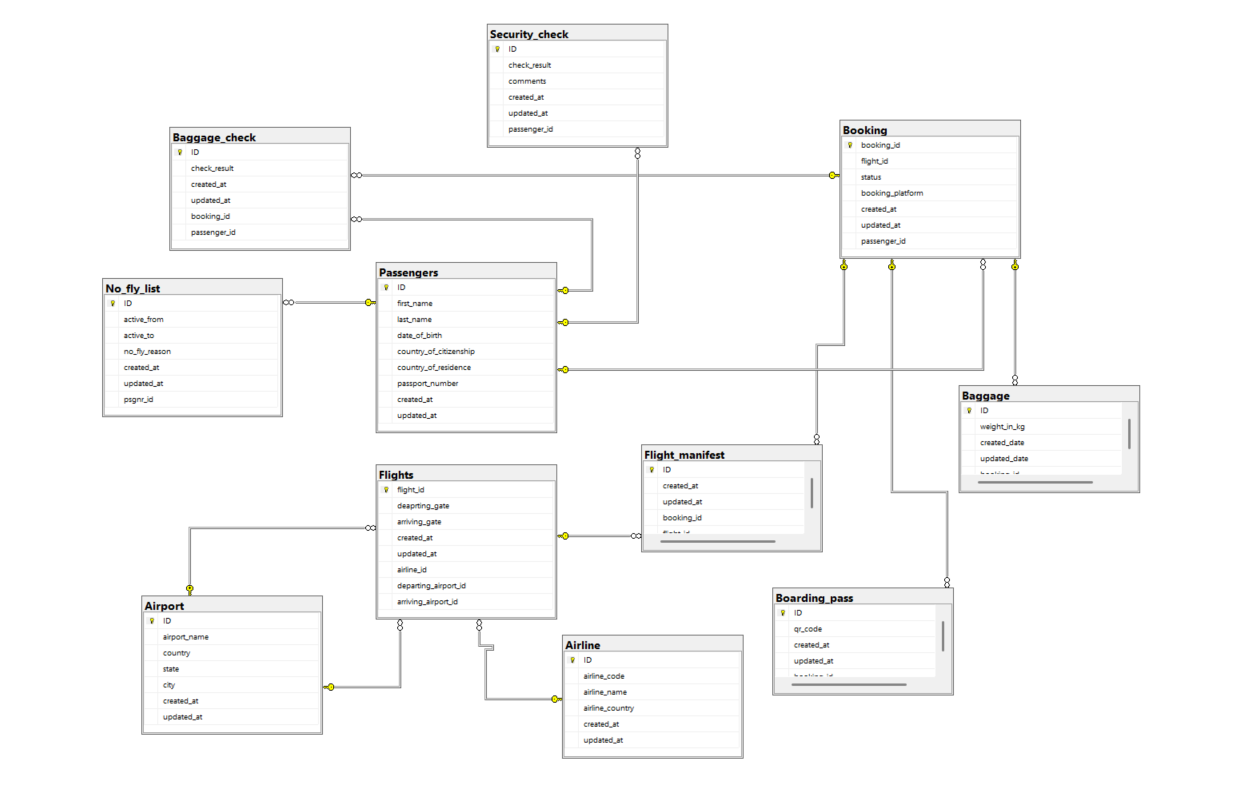 Security_check
ID
check_result
comments
created_at
updated_at
passenger_id
Baggage_check
ID
check_result
created_at
updated_at
booking_id
passenger_id
Booking
booking_id
flight_id
status
booking_platform
created_at
updated_at
passenger_id
No_fly_list
ID
active_from
active_to
no_fly_reason
created_at
updated_at
psgnr_id
Passengers
ID
first_name
last_name
date_of_birth
country_of_citizenship
country_of_residence
passport_number
created_at
updated_at
Baggage
ID
weight_in_kg
created_date
updated_date
booking_id
Flight_manifest
ID
created_at
updated_at
booking_id
flight_id
Flights
flight_id
deaprting_gate
arriving_gate
created_at
updated_at
airline_id
departing_airport_id
arriving_airport_id
Airport
ID
airport_name
country
state
city
created_at
updated_at
Airline
ID
airline_code
airline_name
airline_country
created_at
updated_at
Boarding_pass
ID
qr_code
created_at
updated_at
booking_id